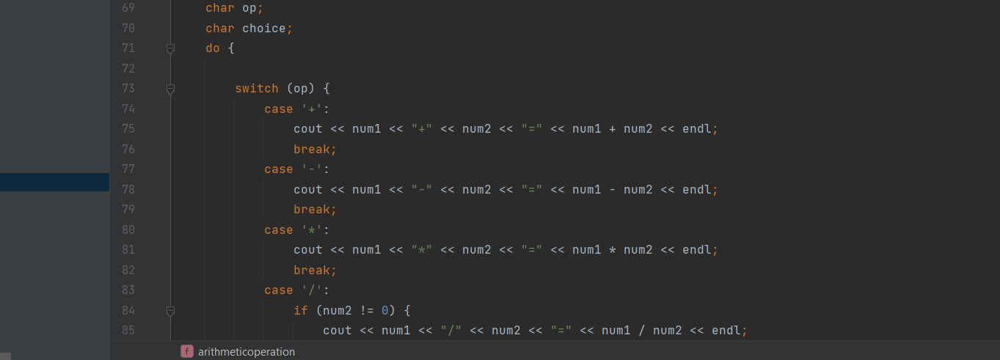 69 char op;
70 char choice;
71 do {
72
73 switch (op) {
74 case '+':
75 cout << num1 << "+" << num2 << "=" << num1 + num2 << endl;
76 break;
77 case '-':
78 cout << num1 << "-" << num2 << "=" << num1 - num2 << endl;
79 break;
80 case '*':
81 cout << num1 << "*" << num2 << "=" << num1 * num2 << endl;
82 break;
83 case '/':
84 if (num2 != 0) {
85 cout << num1 << "/" << num2 << "=" << num1 / num2 << endl;
f arithmeticoperation